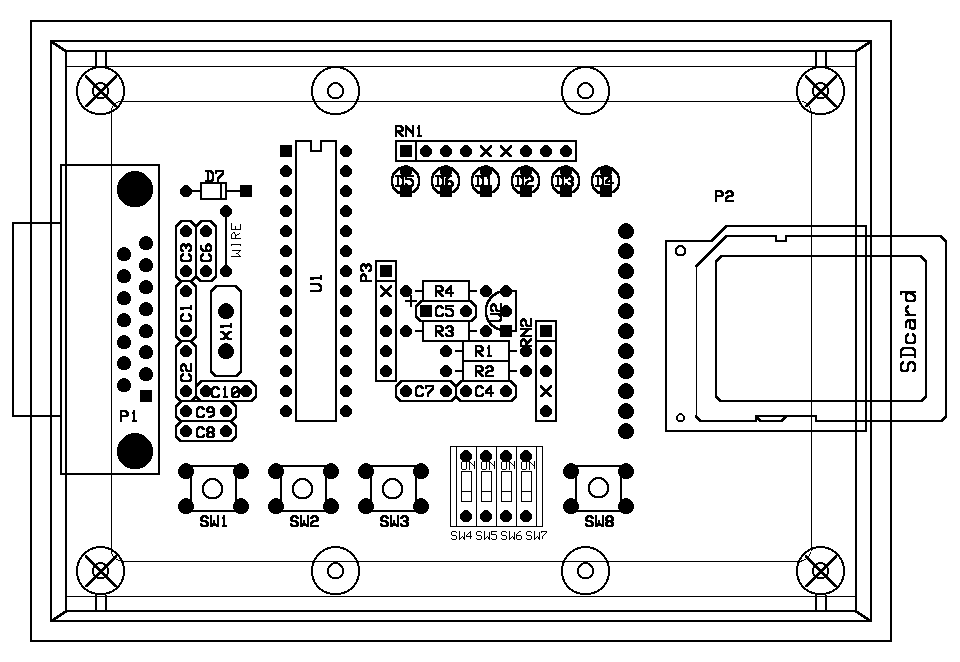 RN1
D5 D6 D1 D2 D3 D4
D7
P2
WIRE
C3 C6
P3
U1
R4
C5
U2
SDcard
C1
X1
R3
RN2
R1
C2
R2
C10
C7 C4
C9
P1
C8
ON ON ON ON
SW1 SW2 SW3 SW8
SW4 SW5 SW6 SW7